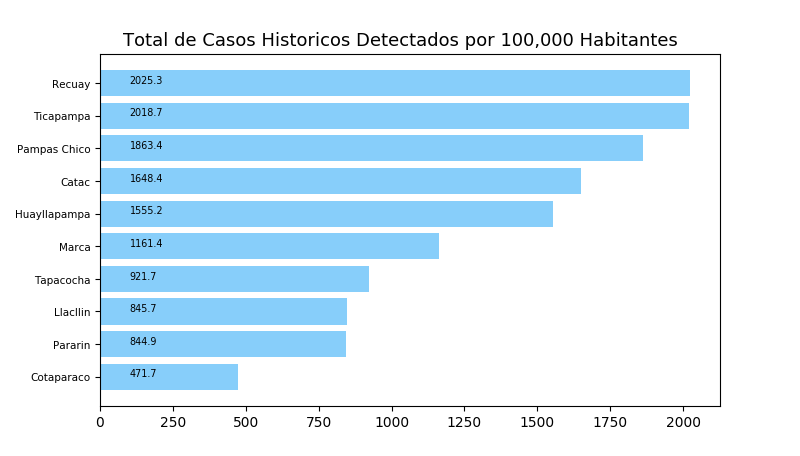 Total de Casos Historicos Detectados por 100,000 Habitantes
Recuay 2025.3
Ticapampa 2018.7
Pampas Chico 1863.4
Catac 1648.4
Huayllapampa 1555.2
Marca 1161.4
Tapacocha 921.7
Llacllin 845.7
Pararin 844.9
Cotaparaco 471.7
0 250 500 750 1000 1250 1500 1750 2000